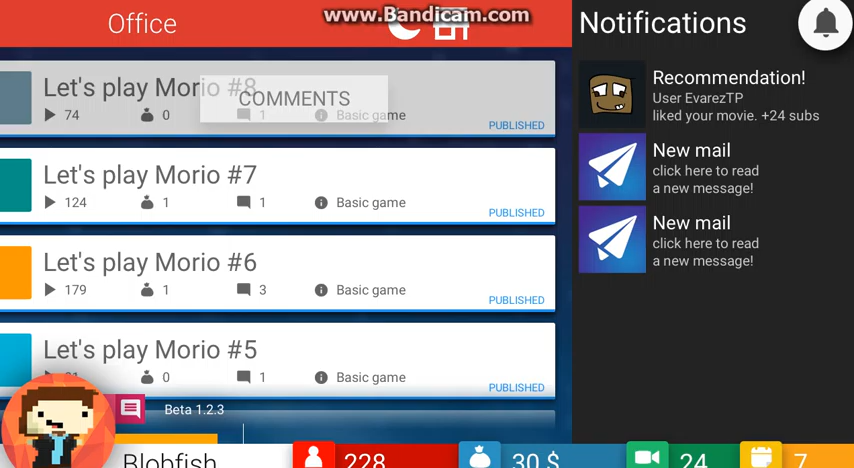 www.Bandicam.com
Office
Notifications
Let's play Morio #8
COMMENTS
74 0 1 Basic game
PUBLISHED
Let's play Morio #7
124 1 1 Basic game
PUBLISHED
Let's play Morio #6
179 1 3 Basic game
PUBLISHED
Let's play Morio #5
0 1 Basic game
PUBLISHED
Recommendation!
User EvarezTP
liked your movie. +24 subs
New mail
click here to read
a new message!
New mail
click here to read
a new message!
Beta 1.2.3
Blobfish
228
30 $
24
7